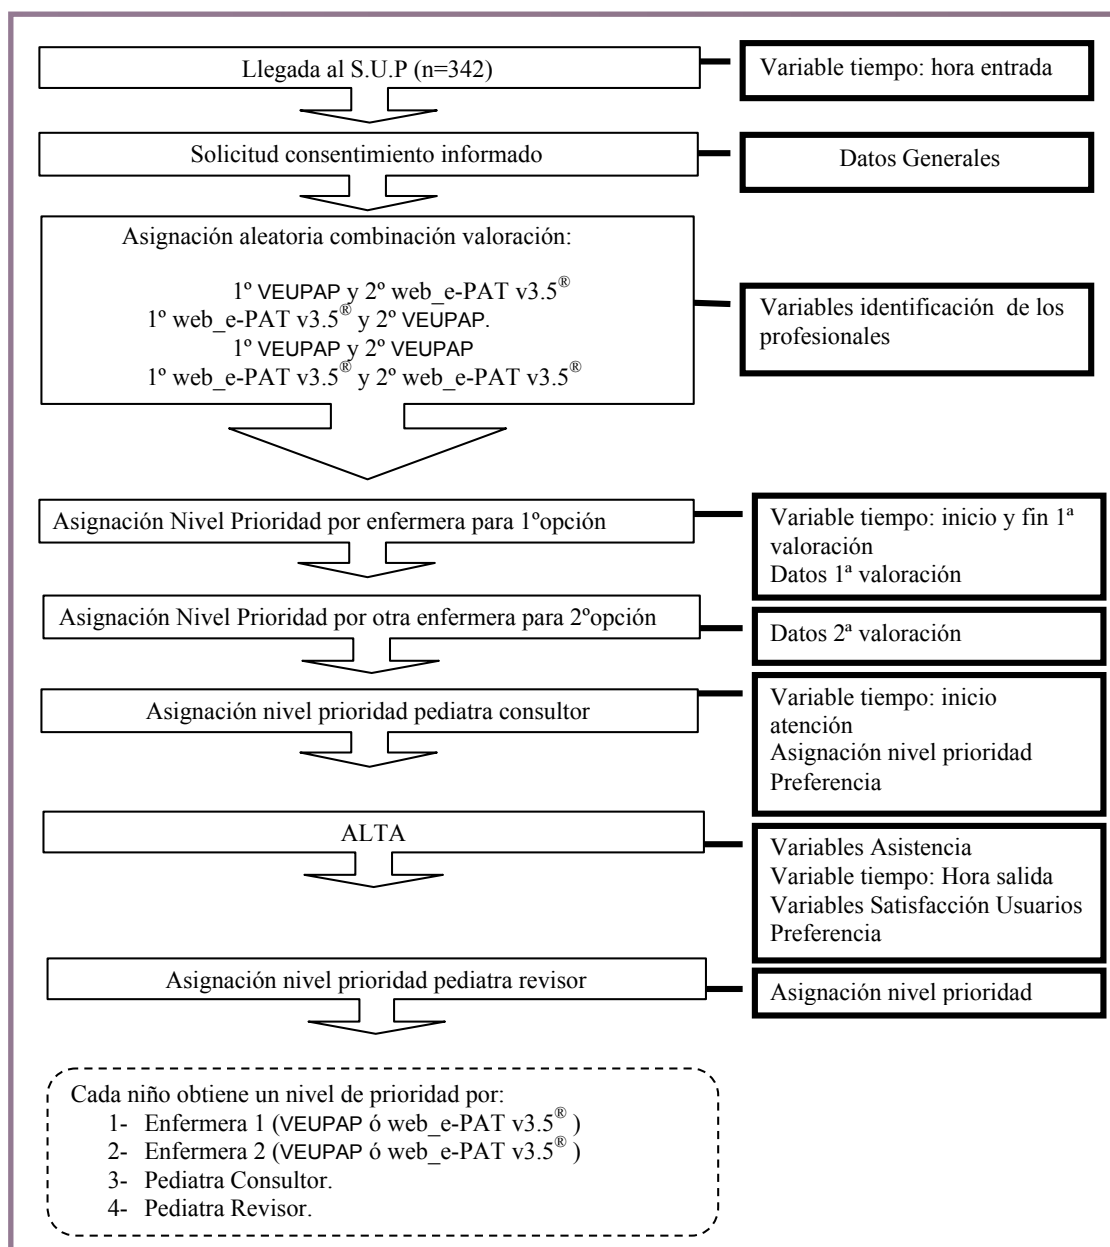 Llegada al S.U.P (n=342)
Variable tiempo: hora entrada
Solicitud consentimiento informado
Datos Generales
Asignación aleatoria combinación valoración:
1º VEUPAP y 2º web_e-PAT v3.5®
1º web_e-PAT v3.5® y 2º VEUPAP.
1º VEUPAP y 2º VEUPAP
1º web_e-PAT v3.5® y 2º web_e-PAT v3.5®
Variables identificación de los
profesionales
Asignación Nivel Prioridad por enfermera para 1ºopción
Variable tiempo: inicio y fin 1ª
valoración
Datos 1ª valoración
Asignación Nivel Prioridad por otra enfermera para 2ºopción
Datos 2ª valoración
Asignación nivel prioridad pediatra consultor
Variable tiempo: inicio
atención
Asignación nivel prioridad
Preferencia
ALTA
Variables Asistencia
Variable tiempo: Hora salida
Variables Satisfacción Usuarios
Preferencia
Asignación nivel prioridad pediatra revisor
Asignación nivel prioridad
Cada niño obtiene un nivel de prioridad por:
1- Enfermera 1 (VEUPAP ó web_e-PAT v3.5® )
2- Enfermera 2 (VEUPAP ó web_e-PAT v3.5® )
3- Pediatra Consultor.
4- Pediatra Revisor.